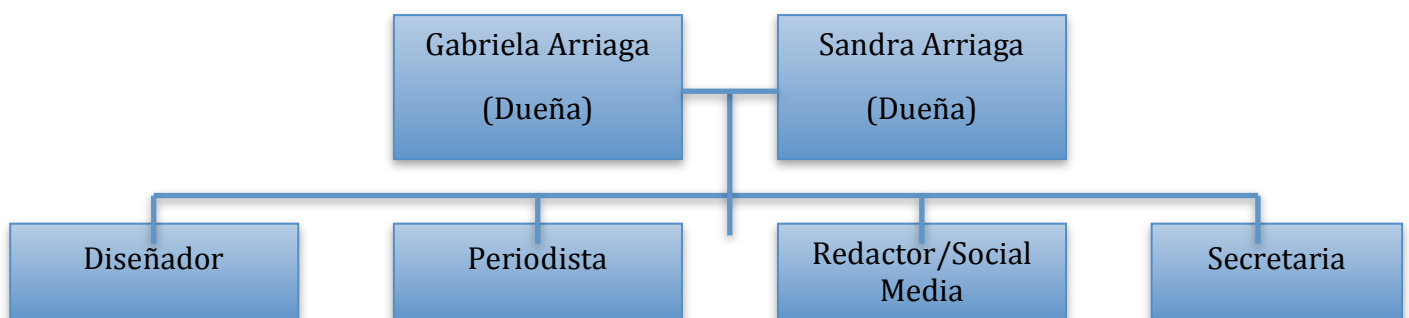 Gabriela Arriaga
(Dueña)
Sandra Arriaga
(Dueña)
Diseñador
Periodista
Redactor/Social
Media
Secretaria